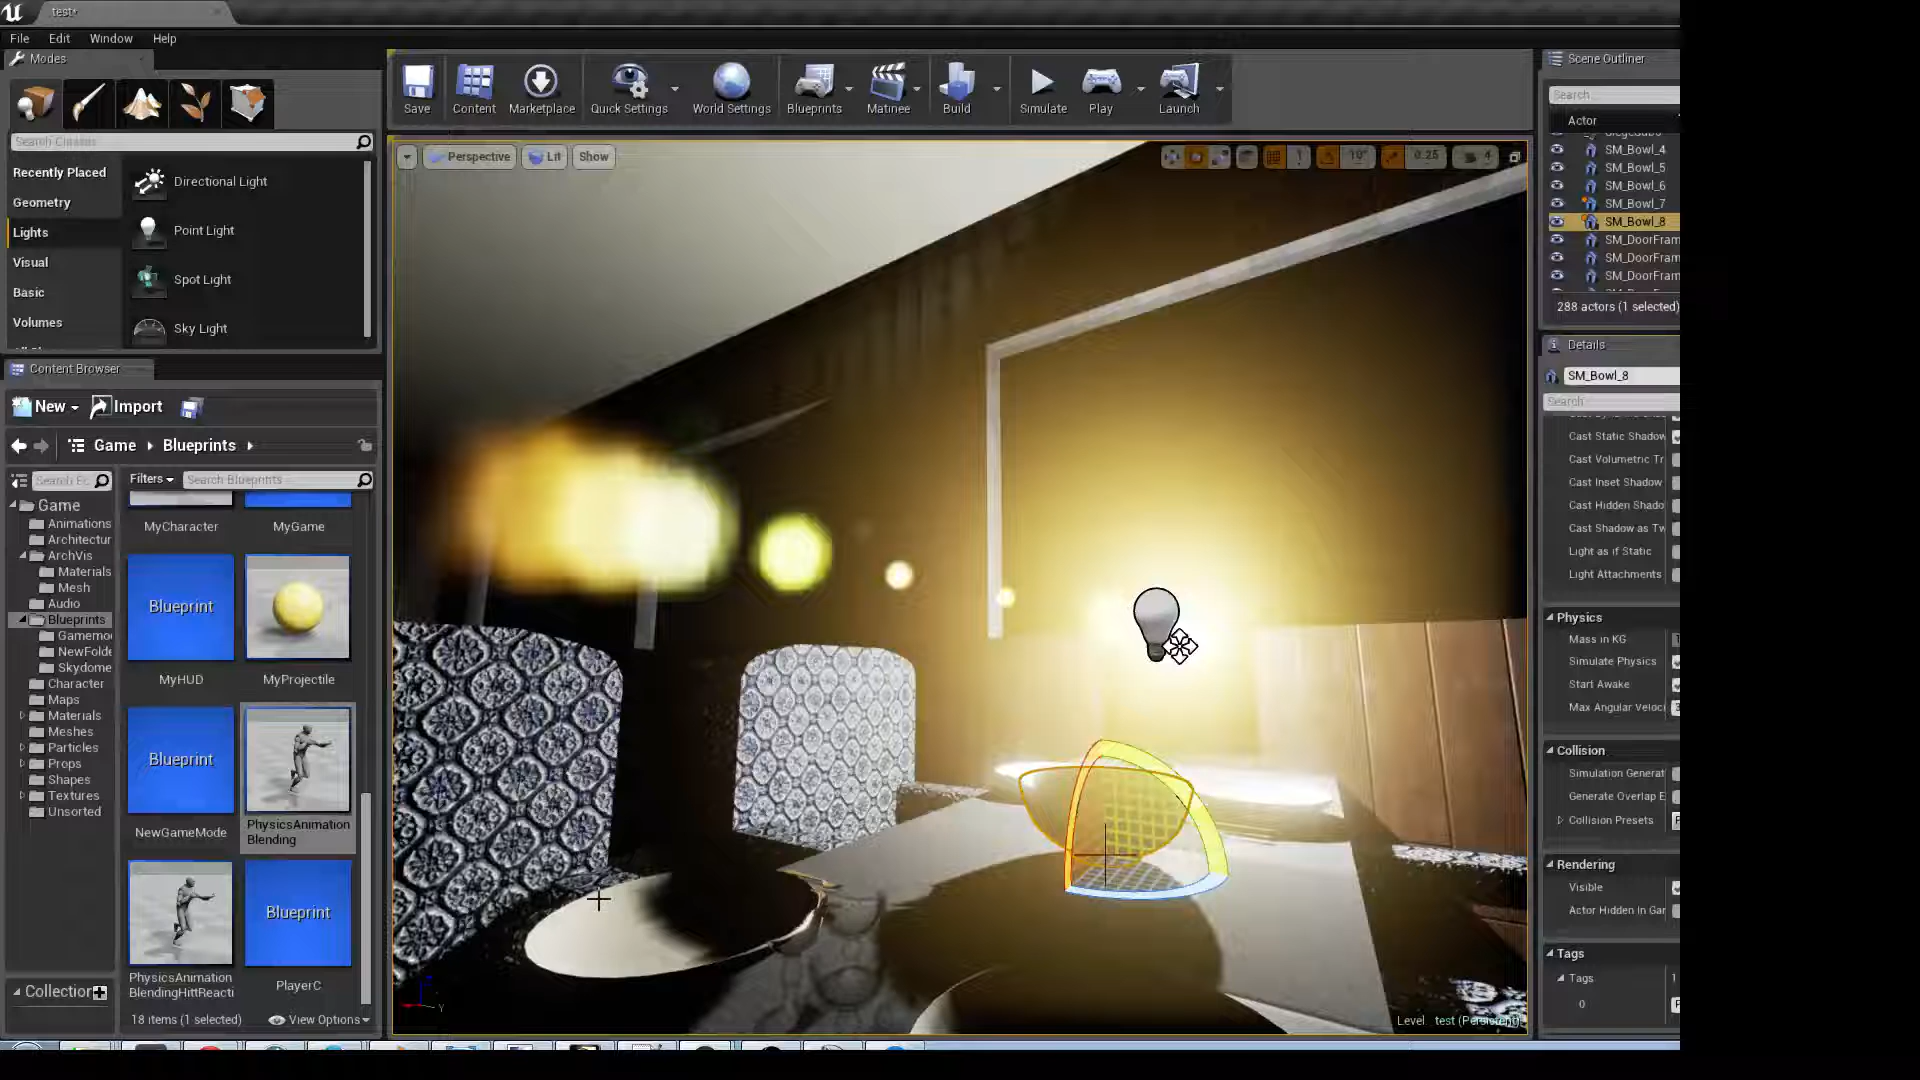 test*
File Edit Window Help
Modes
Search Classes
Recently Placed
Geometry
Lights
Visual
Basic
Volumes
Directional Light
Point Light
Spot Light
Sky Light
Content Browser
New Import
Game Blueprints
Filters Search Blueprints
Game
Animations
Architectur
ArchVis
Materials
Mesh
Audio
Blueprints
Gamemo
NewFolde
Skydome
Character
Maps
Materials
Meshes
Particles
Props
Shapes
Textures
Unsorted
Collection
MyCharacter MyGame
Blueprint
MyHUD MyProjectile
Blueprint
NewGameMode
PhysicsAnimation
Blending
Blueprint
PhysicsAnimation
BlendingHittReacti
PlayerC
18 items (1 selected) View Options
Save Content Marketplace Quick Settings World Settings Blueprints Matinee Build Simulate Play Launch
Perspective Lit Show
10° 0.25 4
Y
Level: test (Persistent)
Scene Outliner
Search
Actor
SM_Bowl_4
SM_Bowl_5
SM_Bowl_6
SM_Bowl_7
SM_Bowl_8
SM_DoorFram
SM_DoorFram
SM_DoorFram
288 actors (1 selected)
Details
SM_Bowl_8
Search
Cast Static Shadow
Cast Volumetric Tr
Cast Inset Shadow
Cast Hidden Shado
Cast Shadow as Tw
Light as if Static
Light Attachments
Physics
Mass in KG
Simulate Physics
Start Awake
Max Angular Veloci
Collision
Simulation Generat
Generate Overlap E
Collision Presets
Rendering
Visible
Actor Hidden In Gar
Tags
Tags 1
0